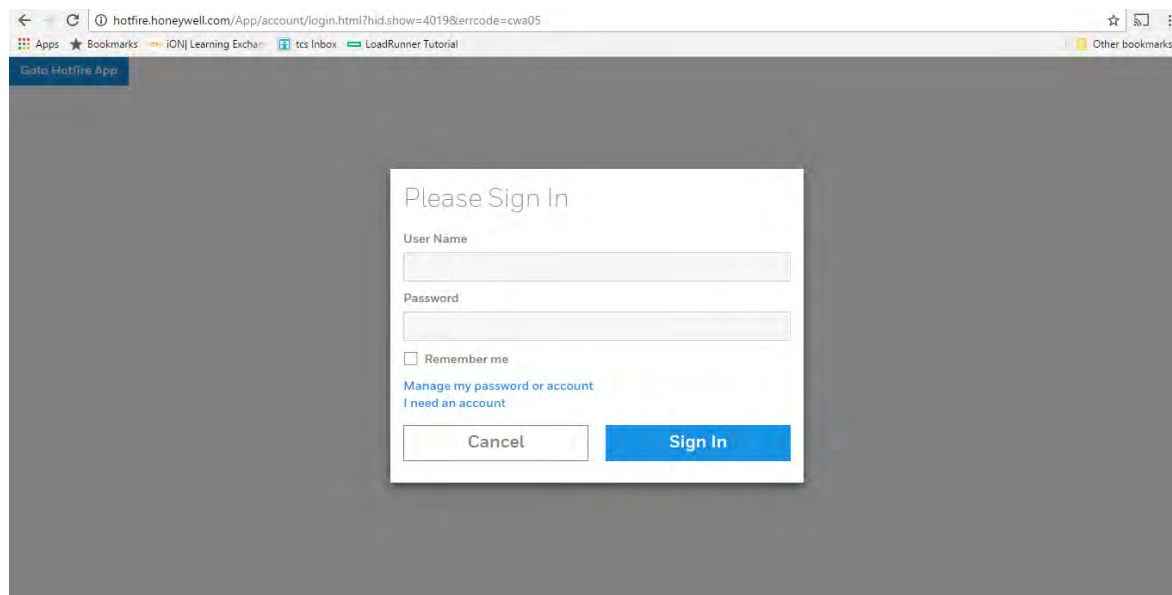 hotfire.honeywell.com/App/account/login.html?hid.show=4019&errcode=cwa05
Apps Bookmarks iON| Learning Exchan tcs Inbox LoadRunner Tutorial Other bookmarks
Goto Hotfire App
Please Sign In
User Name
Password
Remember me
Manage my password or account
I need an account
Cancel Sign In